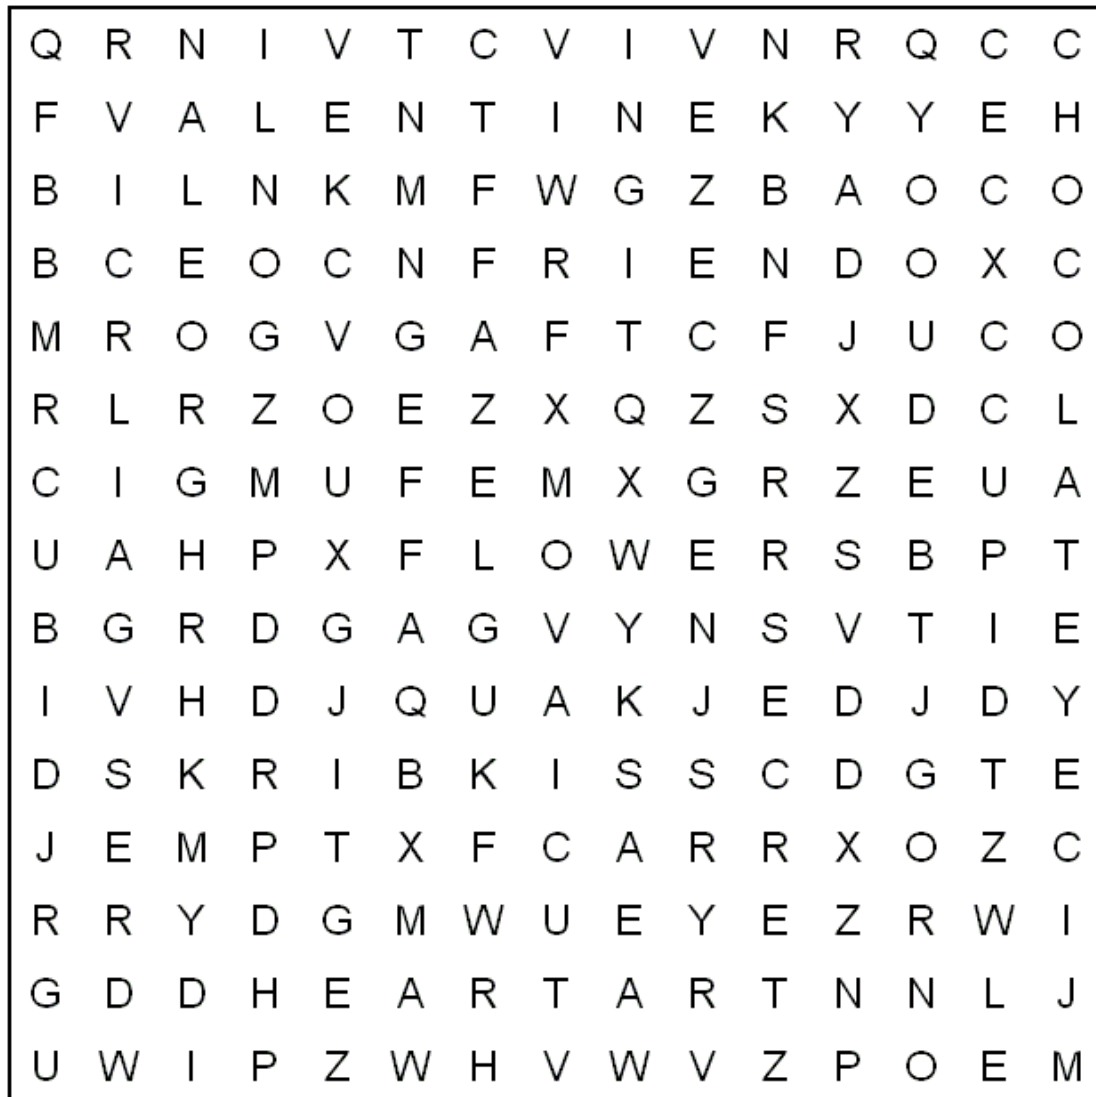 Q R N I V T C V I V N R Q C C
F V A L E N T I N E K Y Y E H
B I L N K M F W G Z B A O C O
B C E O C N F R I E N D O X C
M R O G V G A F T C F J U C O
R L R Z O E Z X Q Z S X D C L
C I G M U F E M X G R Z E U A
U A H P X F L O W E R S B P T
B G R D G A G V Y N S V T I E
I V H D J Q U A K J E D J D Y
D S K R I B K I S S C D G T E
J E M P T X F C A R R X O Z C
R R Y D G M W U E Y E Z R W I
G D D H E A R T A R T N N L J
U W I P Z W H V W V Z P O E M